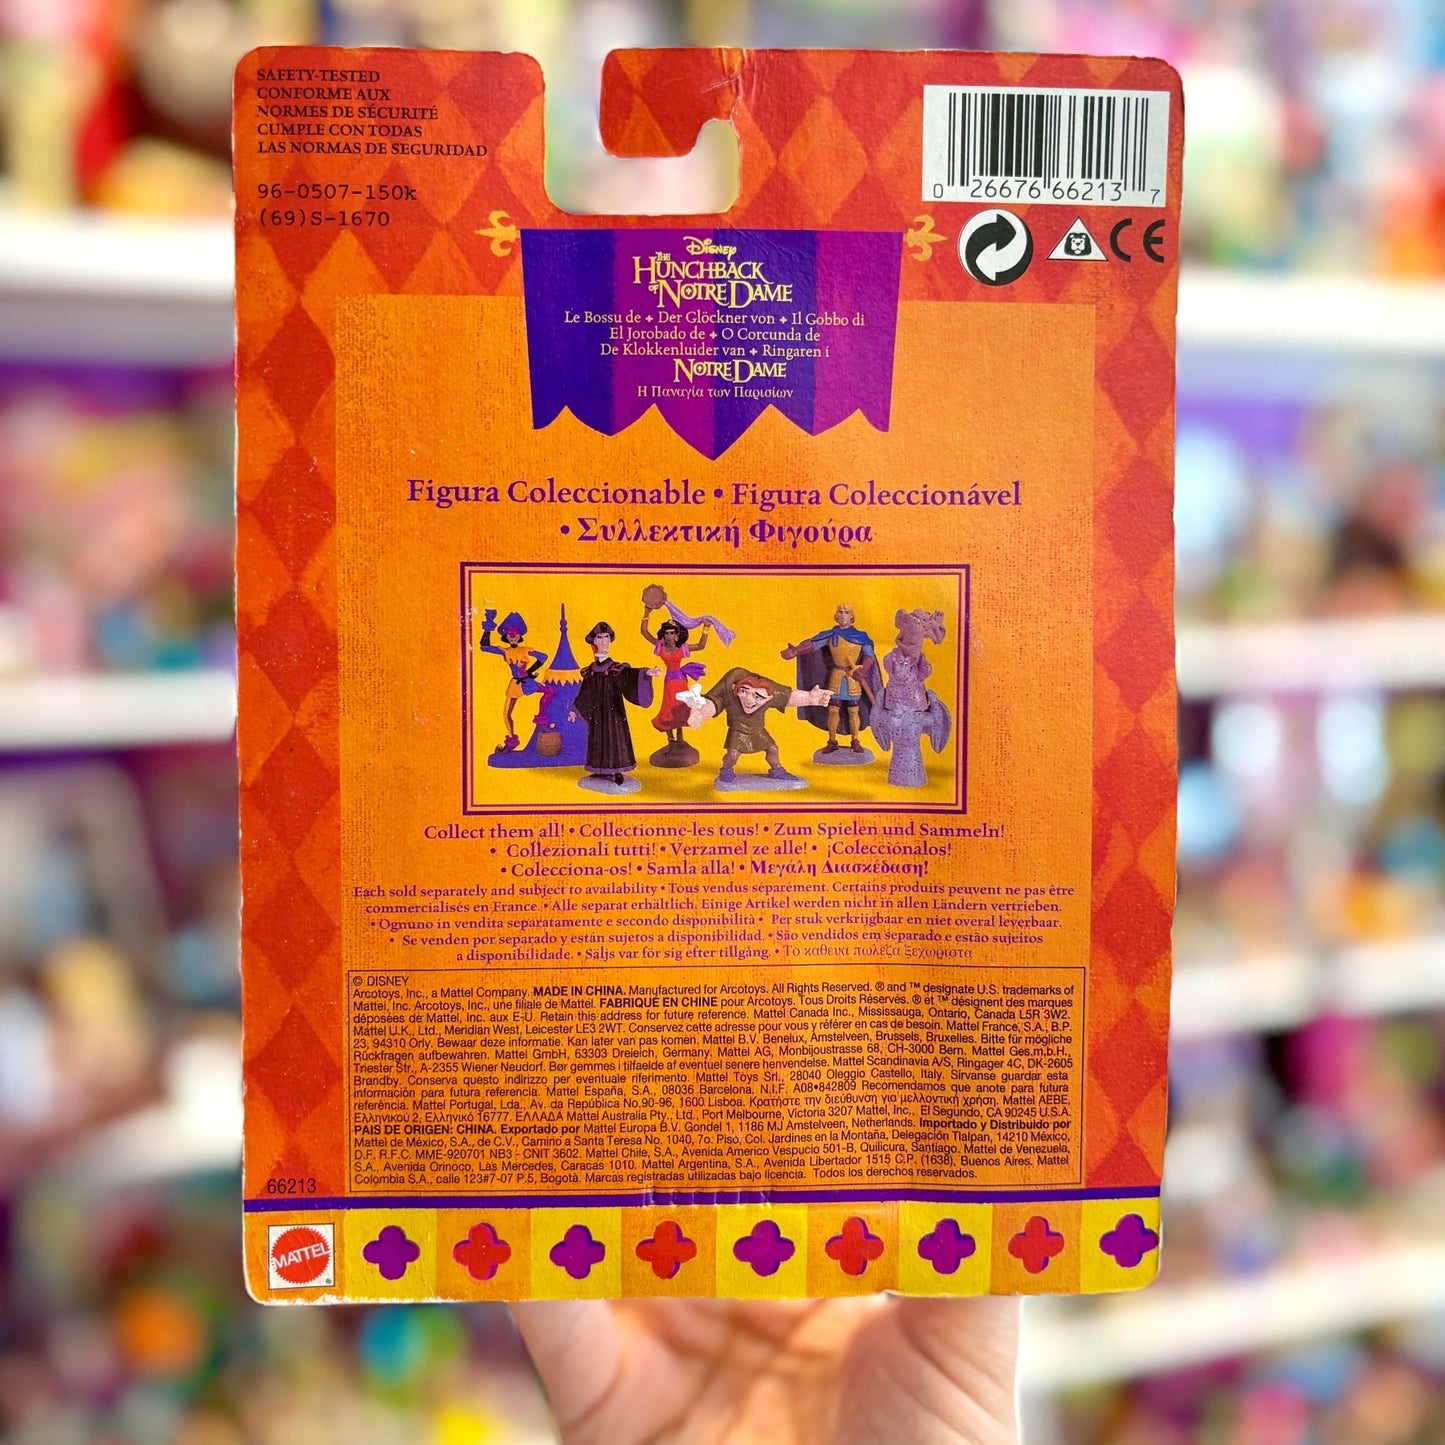 SAFETY-TESTED
CONFORME AUX
NORMES DE SÉCURITÉ
CUMPLE CON TODAS
LAS NORMAS DE SEGURIDAD
96-0507-150k
(69)S-1670
0 26676 66213 7
CE
Disney
THE
HUNCHBACK
OF NOTRE DAME
Le Bossu de + Der Glöckner von + Il Gobbo di
El Jorobado de + O Corcunda de
De Klokkenluider van + Ringaren i
NOTRE DAME
Η Παναγία των Παρισίων
Figura Coleccionable • Figura Coleccionável
• Συλλεκτική Φιγούρα
Collect them all! • Collectionne-les tous! • Zum Spielen und Sammeln!
• Collezionali tutti! • Verzamel ze alle! • ¡Colecciónalos!
• Colecciona-os! • Samla alla! • Μεγάλη Διασκέδαση!
Each sold separately and subject to availability • Tous vendus séparément. Certains produits peuvent ne pas être
commercialisés en France. • Alle separat erhältlich. Einige Artikel werden nicht in allen Ländern vertrieben.
• Ognuno in vendita separatamente e secondo disponibilità • Per stuk verkrijgbaar en niet overal leverbaar.
• Se venden por separado y están sujetos a disponibilidad. • São vendidos em separado e estão sujeitos
a disponibilidade. • Säljs var för sig efter tillgång. • Το καθένα πωλέζα ξεχωριστα
© DISNEY
Arcotoys, Inc., a Mattel Company. MADE IN CHINA. Manufactured for Arcotoys. All Rights Reserved. ® and ™ designate U.S. trademarks of
Mattel, Inc. Arcotoys, Inc., une filiale de Mattel. FABRIQUÉ EN CHINE pour Arcotoys. Tous Droits Réservés. ® et ™ désignent des marques
déposées de Mattel, Inc. aux É-U. Retain this address for future reference. Mattel Canada Inc., Mississauga, Ontario, Canada L5R 3W2.
Mattel U.K., Ltd., Meridian West, Leicester LE3 2WT. Conservez cette adresse pour vous y référer en cas de besoin. Mattel France, S.A., B.P.
23, 94310 Orly. Bewaar deze informatie. Kan later van pas komen. Mattel B.V. Benelux, Amstelveen, Brussels, Bruxelles. Bitte für mögliche
Rückfragen aufbewahren. Mattel GmbH, 63303 Dreieich, Germany. Mattel AG, Monbijoustrasse 68, CH-3000 Bern. Mattel Ges.m.b.H.,
Triester Str., A-2355 Wiener Neudorf. Bør gemmes i tilfælde af eventuel senere henvendelse. Mattel Scandinavia A/S, Ringager 4C, DK-2605
Brandby. Conserva questo indirizzo per eventuale riferimento. Mattel Toys Srl., 28040 Oleggio Castello, Italy. Sirvanse guardar esta
información para futura referencia. Mattel España, S.A., 08036 Barcelona. N.I.F. A08•842809 Recomendamos que anote para futura
referência. Mattel Portugal, Lda., Av. da República No.90-96, 1600 Lisboa. Κρατήστε την διεύθυνση για μελλοντική χρήση. Mattel AEBE,
Ελληνικού 2, Ελληνικό 16777. ΕΛΛΑΔΑ Mattel Australia Pty., Ltd., Port Melbourne, Victoria 3207 Mattel, Inc., El Segundo, CA 90245 U.S.A.
PAIS DE ORIGEN: CHINA. Exportado por Mattel Europa B.V. Gondel 1, 1186 MJ Amstelveen, Netherlands. Importado y Distribuido por
Mattel de México, S.A., de C.V., Camino a Santa Teresa No. 1040, 7o. Piso, Col. Jardines en la Montaña, Delegación Tlalpan, 14210 México,
D.F. R.F.C. MME-920701 NB3 - CNIT 3602. Mattel Chile, S.A., Avenida Americo Vespucio 501-B, Quilicura, Santiago. Mattel de Venezuela,
S.A., Avenida Orinoco, Las Mercedes, Caracas 1010. Mattel Argentina, S.A., Avenida Libertador 1515 C.P. (1638), Buenos Aires. Mattel
Colombia S.A., calle 123#7-07 P.5, Bogotá. Marcas registradas utilizadas bajo licencia. Todos los derechos reservados.
66213
MATTEL